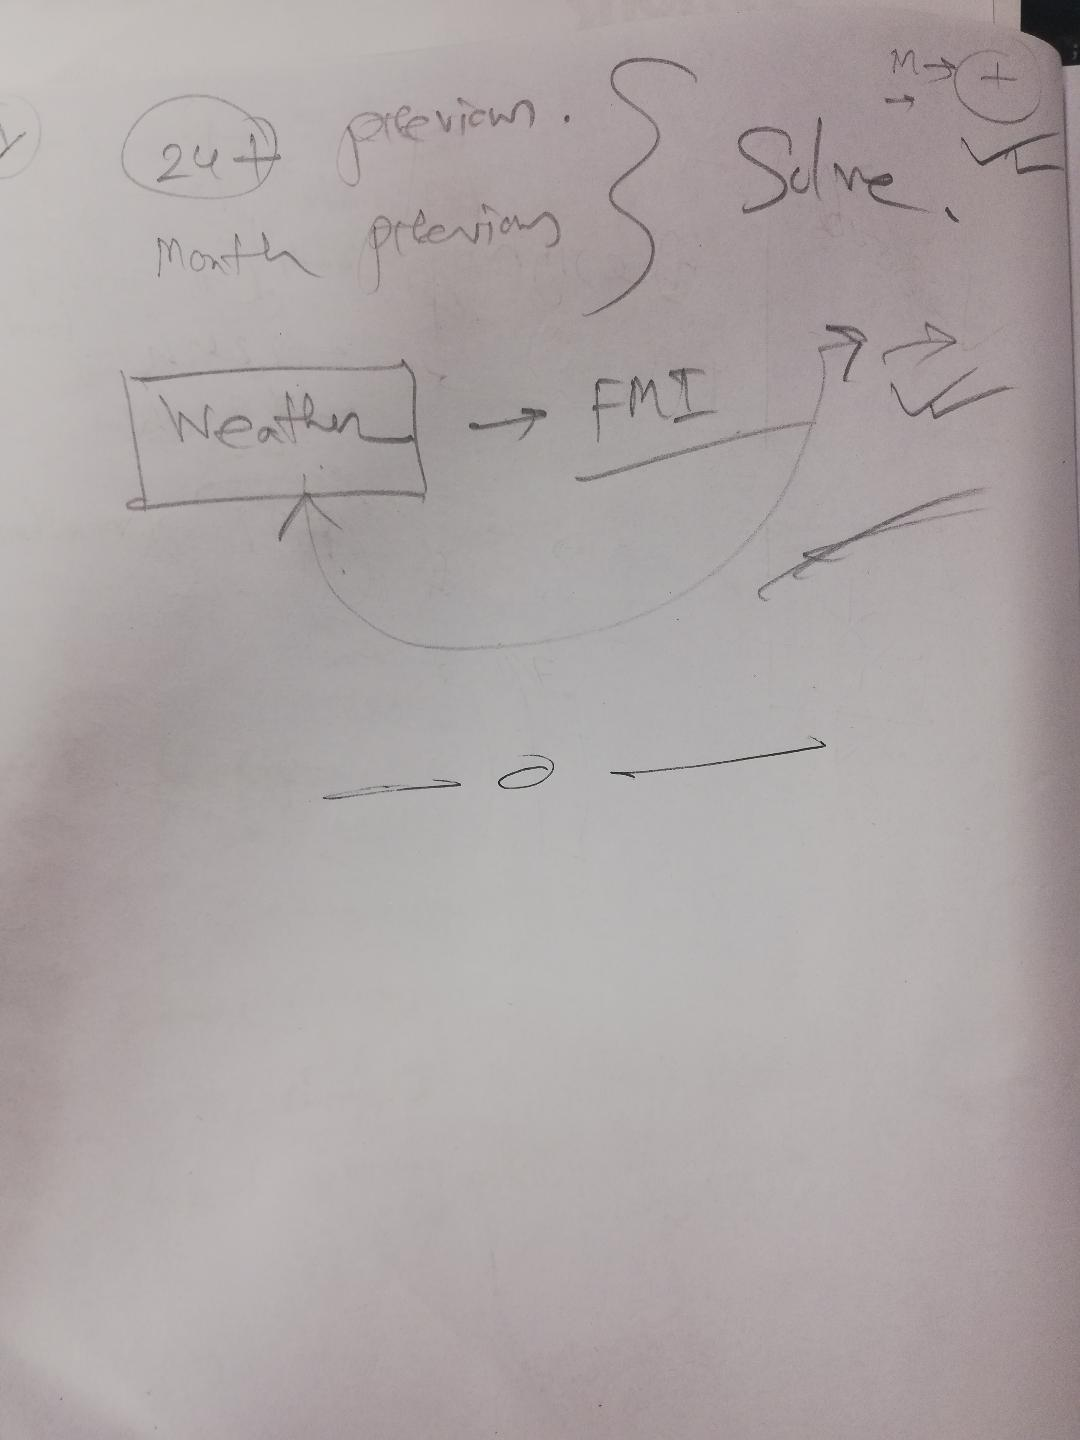 M → +
24+ previous.
Solve.
Month previous
Weather → FMI